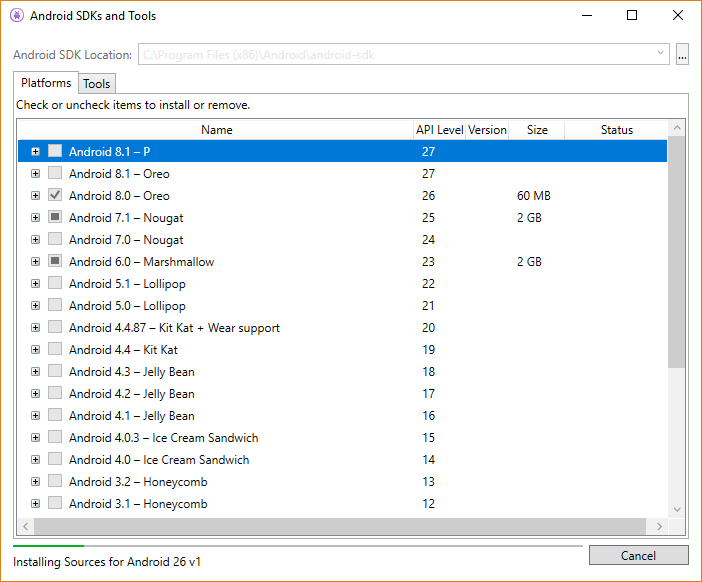 Android SDKs and Tools
Android SDK Location: C:\Program Files (x86)\Android\android-sdk ...
Platforms Tools
Check or uncheck items to install or remove.
Name API Level Version Size Status
Android 8.1 – P 27
Android 8.1 – Oreo 27
Android 8.0 – Oreo 26 60 MB
Android 7.1 – Nougat 25 2 GB
Android 7.0 – Nougat 24
Android 6.0 – Marshmallow 23 2 GB
Android 5.1 – Lollipop 22
Android 5.0 – Lollipop 21
Android 4.4.87 – Kit Kat + Wear support 20
Android 4.4 – Kit Kat 19
Android 4.3 – Jelly Bean 18
Android 4.2 – Jelly Bean 17
Android 4.1 – Jelly Bean 16
Android 4.0.3 – Ice Cream Sandwich 15
Android 4.0 – Ice Cream Sandwich 14
Android 3.2 – Honeycomb 13
Android 3.1 – Honeycomb 12
Installing Sources for Android 26 v1
Cancel